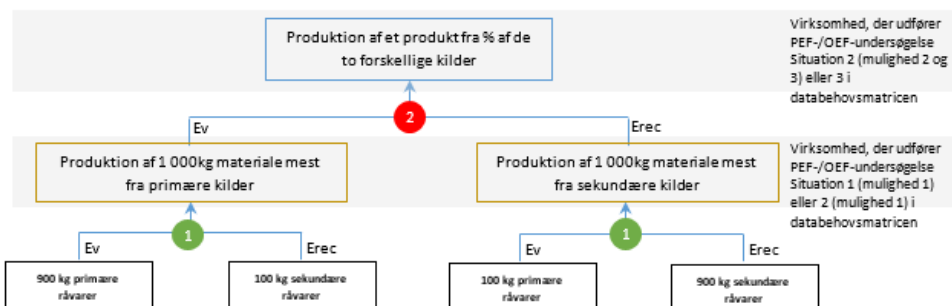 Produktion af et produkt fra % af de
to forskellige kilder
Virksomhed, der udfører
PEF-/OEF-undersøgelse
Situation 2 (mulighed 2 og
3) eller 3 i
databehovsmatricen
2
Ev
Erec
Produktion af 1 000kg materiale mest
fra primære kilder
Produktion af 1 000kg materiale mest
fra sekundære kilder
Virksomhed, der udfører
PEF-/OEF-undersøgelse
Situation 1 (mulighed 1)
eller 2 (mulighed 1) i
databehovsmatricen
1
Ev
Erec
1
Ev
Erec
900 kg primære
råvarer
100 kg sekundære
råvarer
100 kg primære
råvarer
900 kg sekundære
råvarer